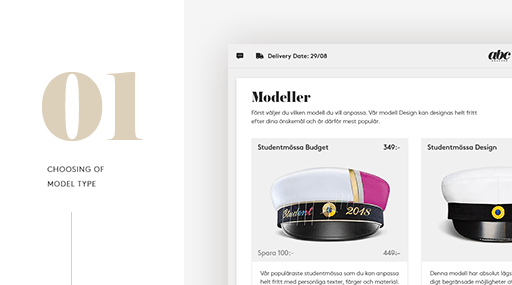 01
CHOOSING OF
MODEL TYPE
Delivery Date: 29/08
abc
Modeller
Först väljer du vilken modell du vill anpassa. Vår modell Design kan designas helt fritt
efter dina önskemål och är därför mest populär.
Studentmössa Budget
349:-
Student 2018
Spara 100:-
449:-
Vår populäraste studentmössa som du kan anpassa
helt fritt med personliga texter, färger och material.
Studentmössa Design
Denna modell har absolut lägs
digt begränsade möjligheter at